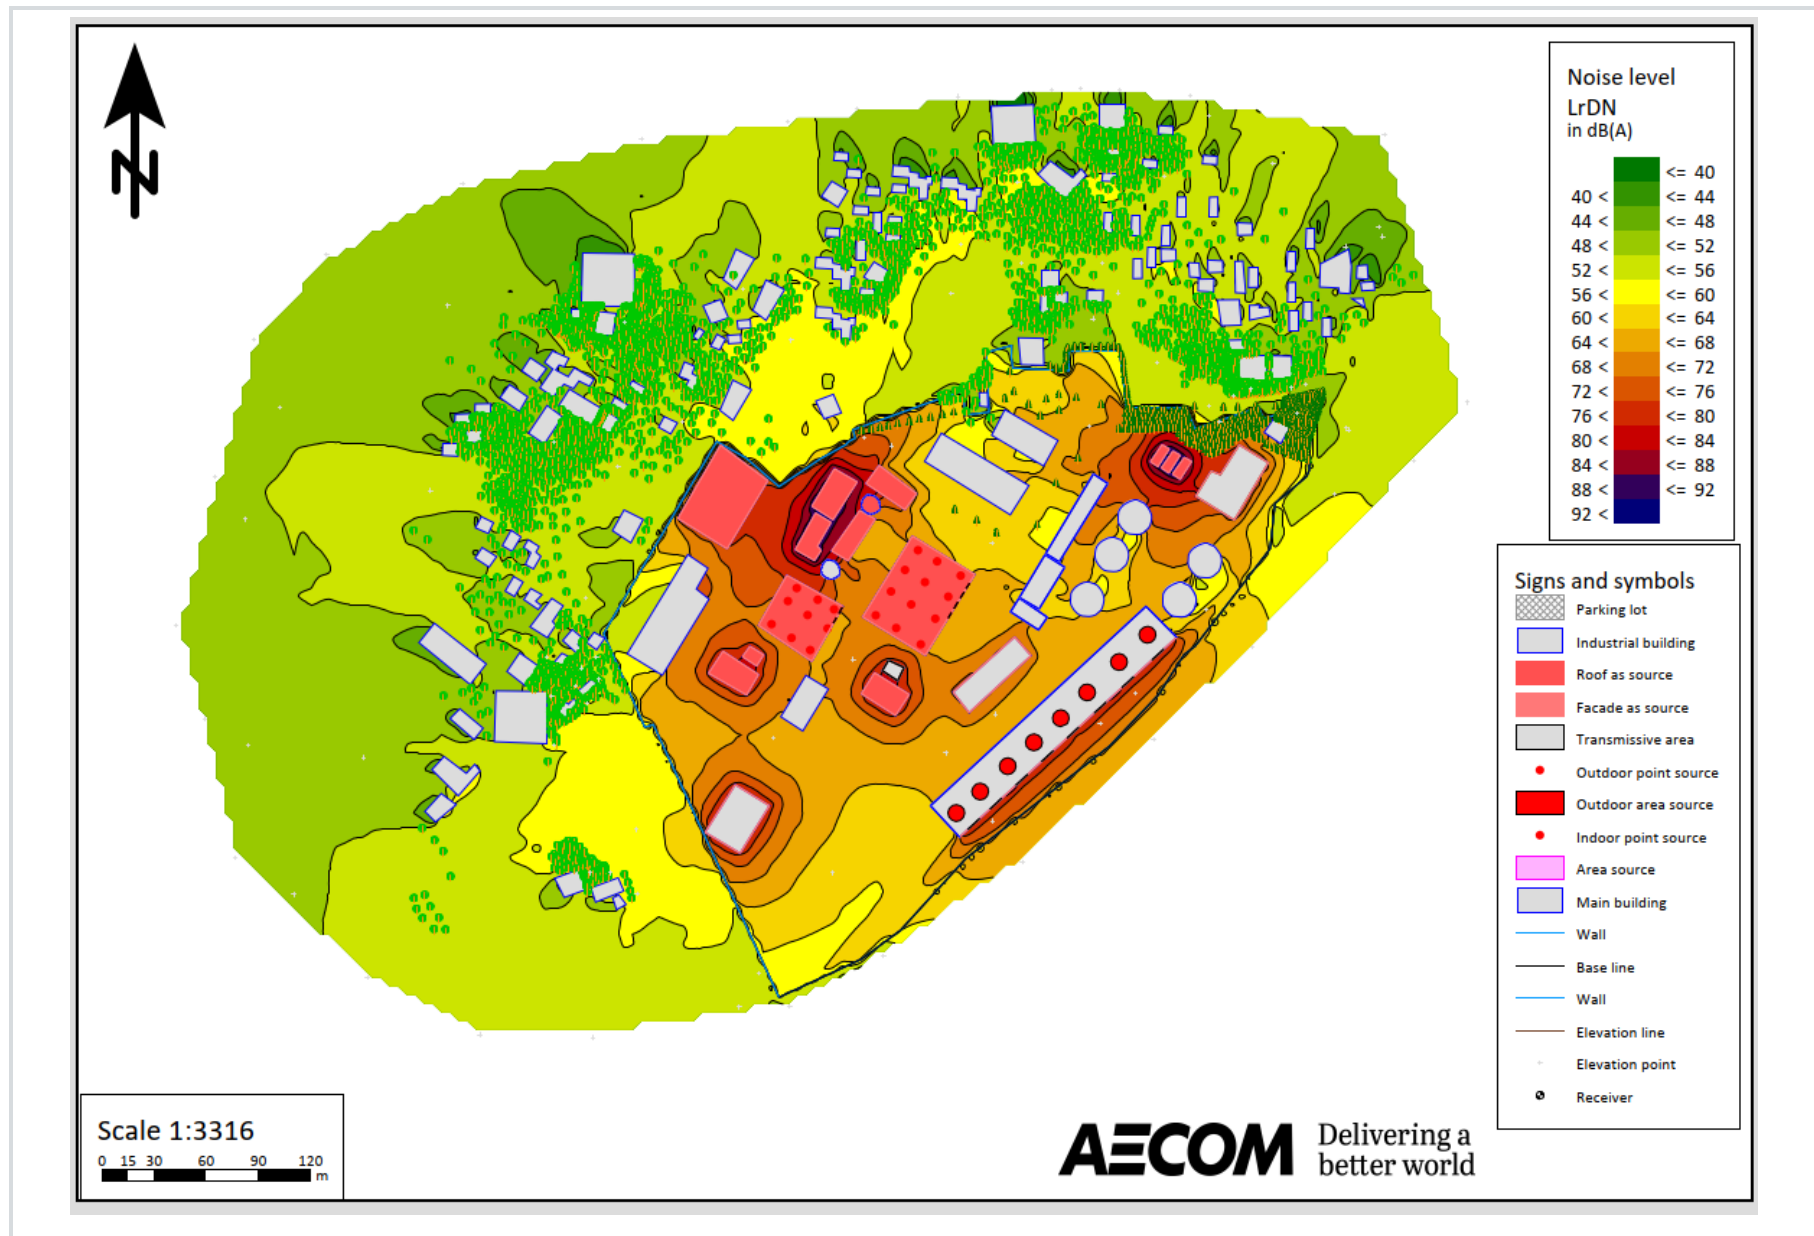 N
Noise level
LrDN
in dB(A)
<= 40
40 < <= 44
44 < <= 48
48 < <= 52
52 < <= 56
56 < <= 60
60 < <= 64
64 < <= 68
68 < <= 72
72 < <= 76
76 < <= 80
80 < <= 84
84 < <= 88
88 < <= 92
92 <
Signs and symbols
Parking lot
Industrial building
Roof as source
Facade as source
Transmissive area
Outdoor point source
Outdoor area source
Indoor point source
Area source
Main building
Wall
Base line
Wall
Elevation line
Elevation point
Receiver
Scale 1:3316
0 15 30 60 90 120
m
AECOM
Delivering a
better world